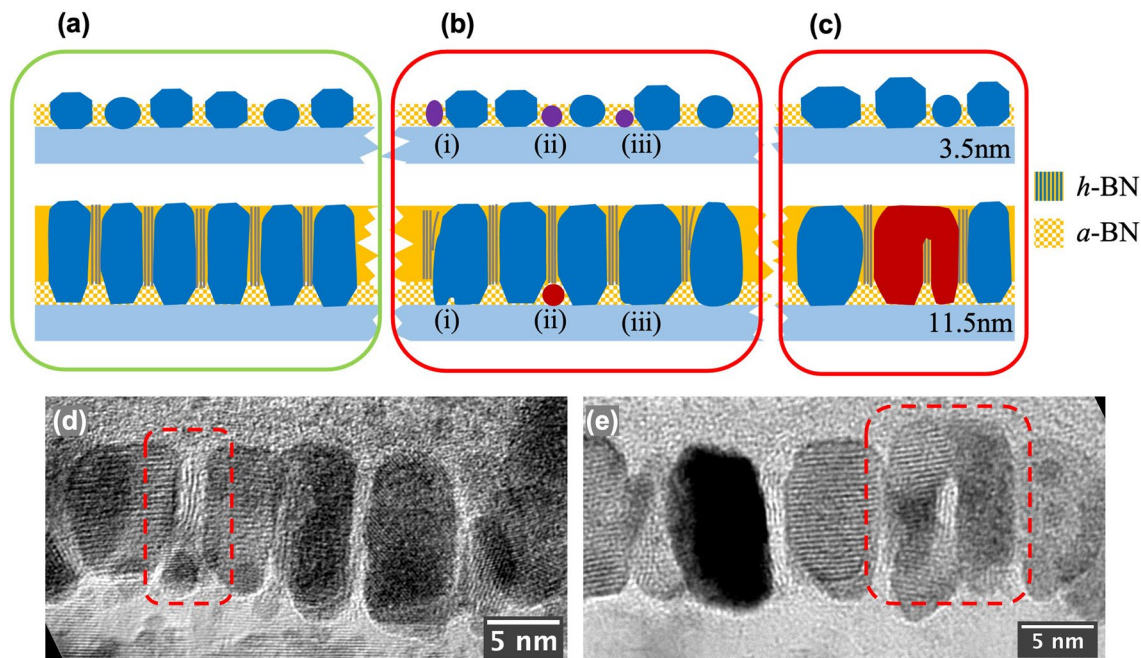 (a)
(b)
(c)
(i)
(ii)
(iii)
3.5nm
h-BN
a-BN
(i)
(ii)
(iii)
11.5nm
(d)
(e)
5 nm
5 nm